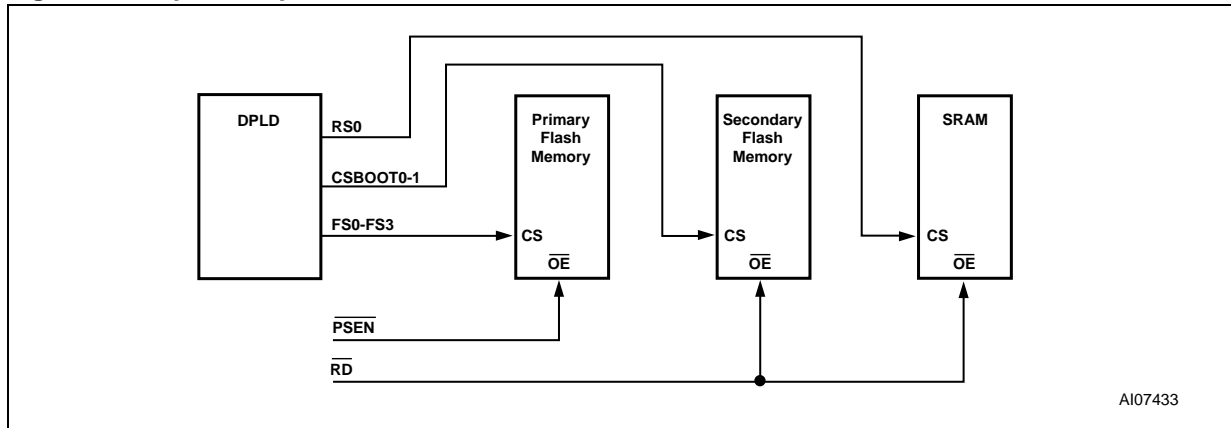 DPLD
RS0
CSBOOT0-1
FS0-FS3
Primary
Flash
Memory
CS
OE
Secondary
Flash
Memory
CS
OE
SRAM
CS
OE
PSEN
RD
AI07433